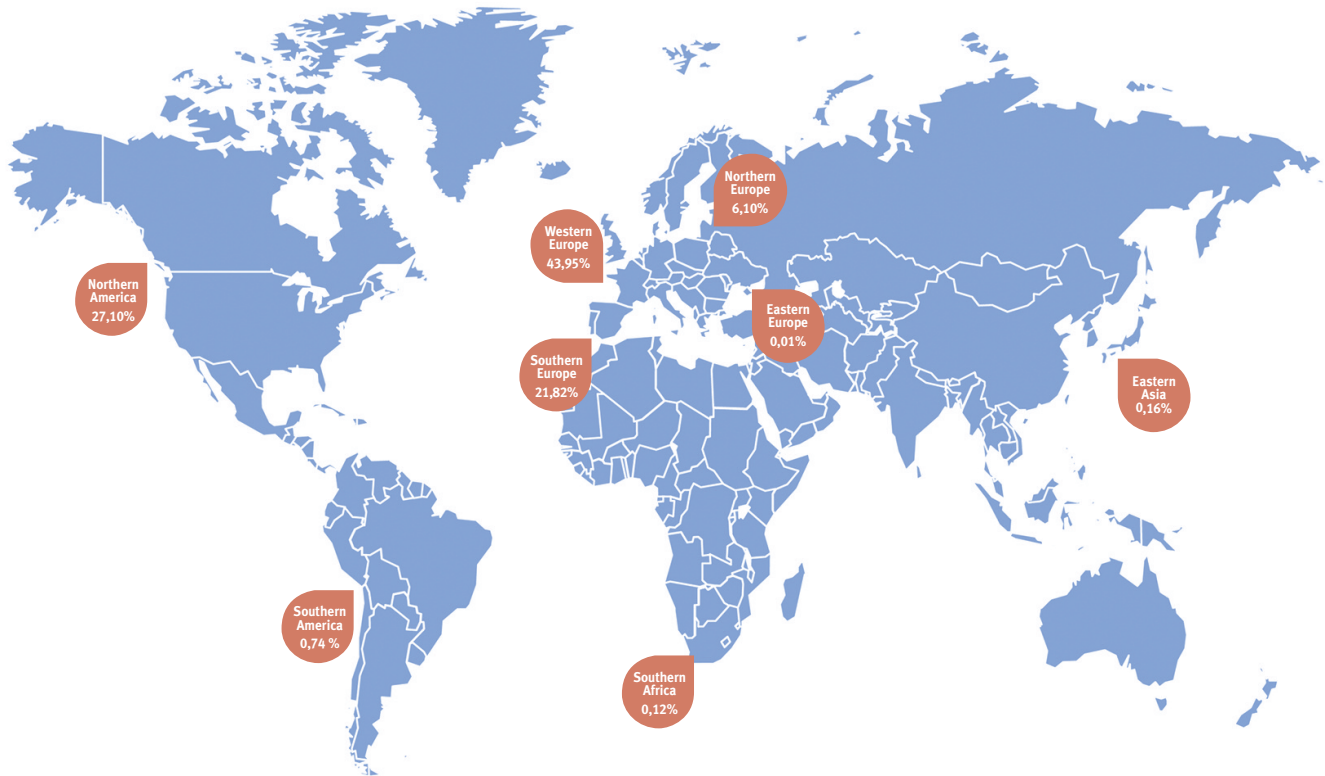 Northern
Europe
6,10%
Western
Europe
43,95%
Northern
America
27,10%
Eastern
Europe
0,01%
Southern
Europe
21,82%
Eastern
Asia
0,16%
Southern
America
0,74 %
Southern
Africa
0,12%